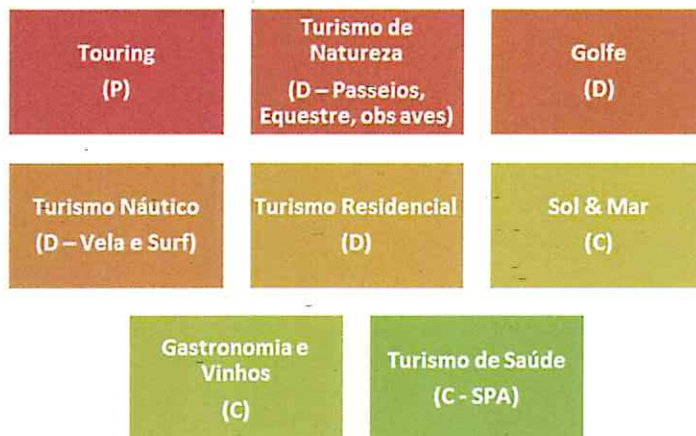 Touring
(P)
Turismo de
Natureza
(D – Passeios,
Equestre, obs aves)
Golfe
(D)
Turismo Náutico
(D – Vela e Surf)
Turismo Residencial
(D)
Sol & Mar
(C)
Gastronomia e
Vinhos
(C)
Turismo de Saúde
(C - SPA)